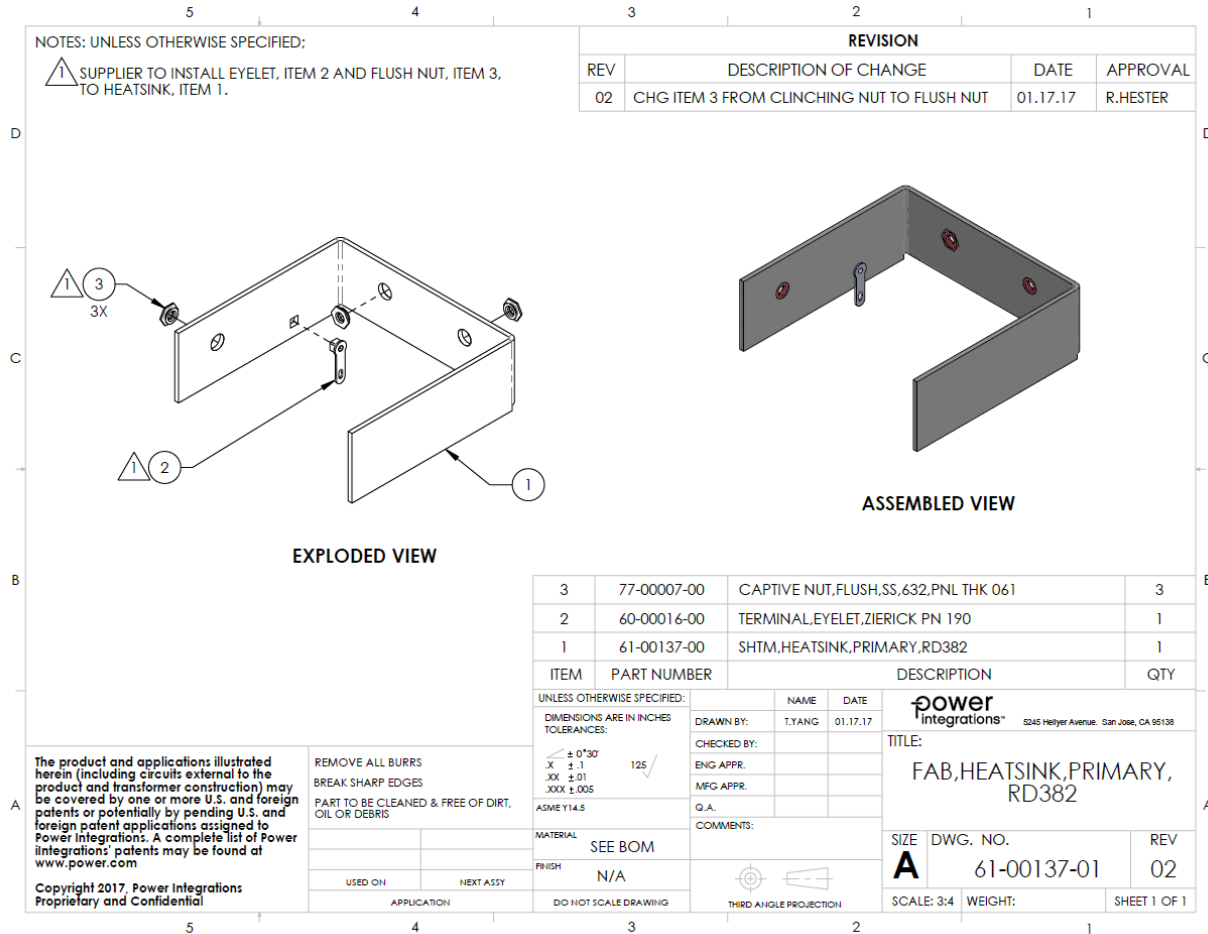 5 4 3 2 1
NOTES: UNLESS OTHERWISE SPECIFIED;
1 SUPPLIER TO INSTALL EYELET, ITEM 2 AND FLUSH NUT, ITEM 3,
TO HEATSINK, ITEM 1.
REVISION
REV DESCRIPTION OF CHANGE DATE APPROVAL
02 CHG ITEM 3 FROM CLINCHING NUT TO FLUSH NUT 01.17.17 R.HESTER
D D
1 3
3X
C C
1 2
1
EXPLODED VIEW
ASSEMBLED VIEW
B B
3 77-00007-00 CAPTIVE NUT,FLUSH,SS,632,PNL THK 061 3
2 60-00016-00 TERMINAL,EYELET,ZIERICK PN 190 1
1 61-00137-00 SHTM,HEATSINK,PRIMARY,RD382 1
ITEM PART NUMBER DESCRIPTION QTY
A A
The product and applications illustrated
herein (including circuits external to the
product and transformer construction) may
be covered by one or more U.S. and foreign
patents or potentially by pending U.S. and
foreign patent applications assigned to
Power Integrations. A complete list of Power
iIntegrations' patents may be found at
www.power.com
Copyright 2017, Power Integrations
Proprietary and Confidential
REMOVE ALL BURRS
BREAK SHARP EDGES
PART TO BE CLEANED & FREE OF DIRT,
OIL OR DEBRIS
USED ON NEXT ASSY
APPLICATION
UNLESS OTHERWISE SPECIFIED:
DIMENSIONS ARE IN INCHES
TOLERANCES:
± 0°30'
.X ± .1 125
.XX ±.01
.XXX ±.005
ASME Y14.5
MATERIAL
SEE BOM
FINISH
N/A
DO NOT SCALE DRAWING
NAME DATE
DRAWN BY: T.YANG 01.17.17
CHECKED BY:
ENG APPR.
MFG APPR.
Q.A.
COMMENTS:
THIRD ANGLE PROJECTION
power
integrations™ 5245 Hellyer Avenue. San Jose, CA 95138
TITLE:
FAB,HEATSINK,PRIMARY,
RD382
SIZE DWG. NO. REV
A 61-00137-01 02
SCALE: 3:4 WEIGHT: SHEET 1 OF 1
5 4 3 2 1